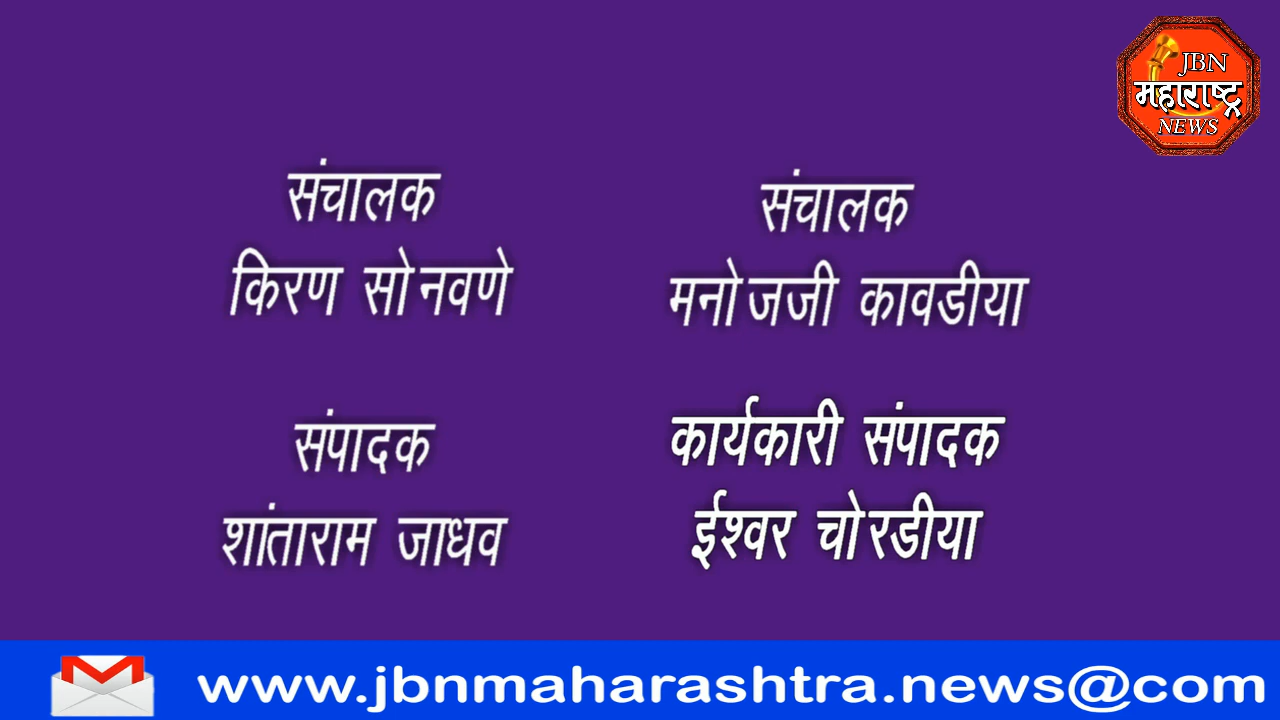 JBN
महाराष्ट्र
NEWS
संचालक
किरण सोनवणे
संचालक
मनोजजी कावडीया
संपादक
शांताराम जाधव
कार्यकारी संपादक
ईश्वर चोरडीया
www.jbnmaharashtra.news@com